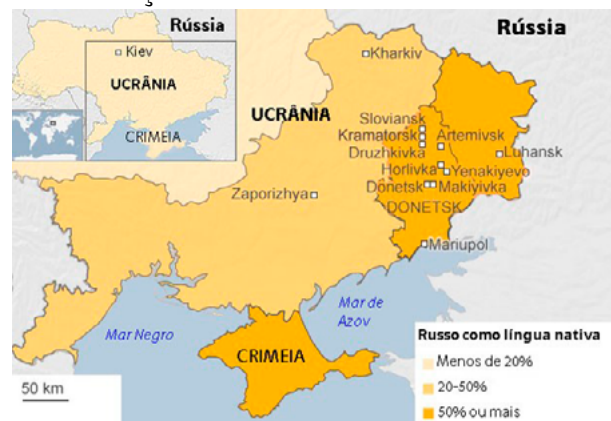 Rússia
Kiev
UCRÂNIA
CRIMEIA
Rússia
Kharkiv
UCRÂNIA
Sloviansk
Kramatorsk
Artemivsk
Druzhkivka
Luhansk
Horlivka
Yenakiyevo
Zaporizhya
Donetsk
Makiyivka
DONETSK
Mariupol
Mar de
Azov
Mar Negro
CRIMEIA
Russo como língua nativa
Menos de 20%
20-50%
50% ou mais
50 km